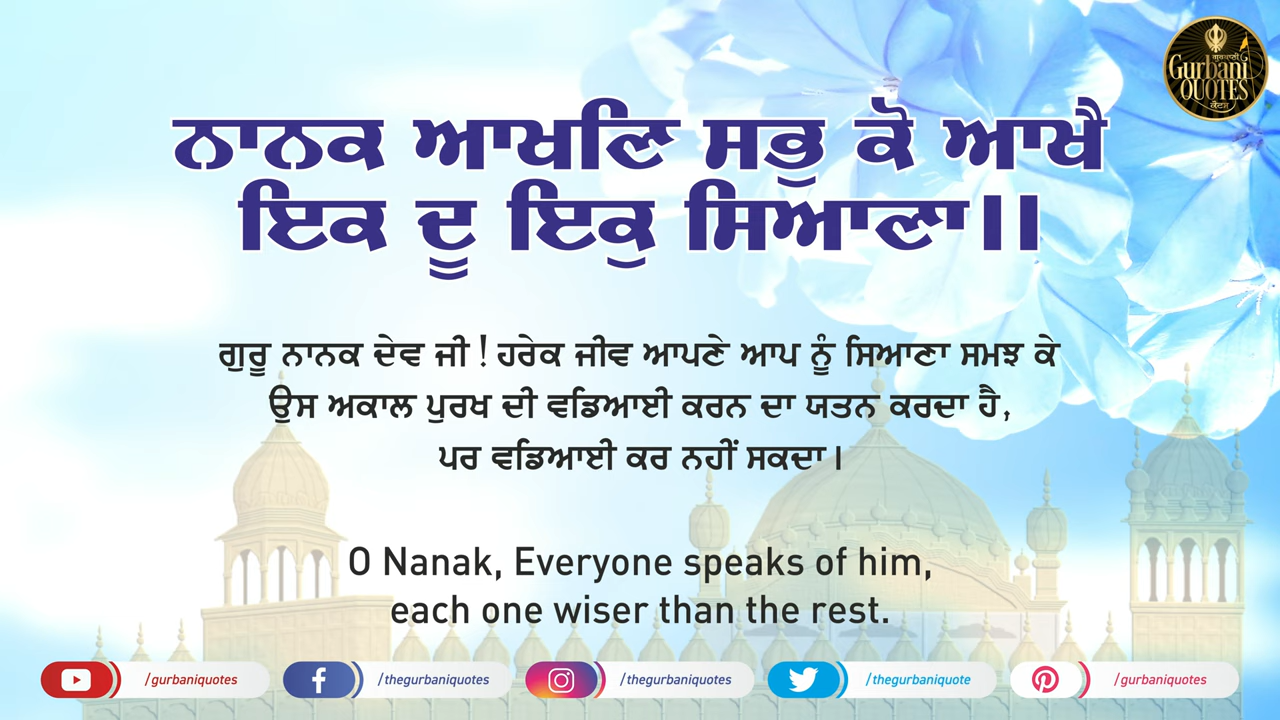 ਗੁਰਬਾਣੀ
Gurbani
QUOTES
ਕੋਟਸ
ਨਾਨਕ ਆਖਣਿ ਸਭੁ ਕੋ ਆਖੈ
ਇਕ ਦੂ ਇਕੁ ਸਿਆਣਾ।।
ਗੁਰੂ ਨਾਨਕ ਦੇਵ ਜੀ ! ਹਰੇਕ ਜੀਵ ਆਪਣੇ ਆਪ ਨੂੰ ਸਿਆਣਾ ਸਮਝ ਕੇ
ਉਸ ਅਕਾਲ ਪੁਰਖ ਦੀ ਵਡਿਆਈ ਕਰਨ ਦਾ ਯਤਨ ਕਰਦਾ ਹੈ,
ਪਰ ਵਡਿਆਈ ਕਰ ਨਹੀਂ ਸਕਦਾ।
O Nanak, Everyone speaks of him,
each one wiser than the rest.
/gurbaniquotes
/thegurbaniquotes
/thegurbaniquotes
/thegurbaniquote
/gurbaniquotes